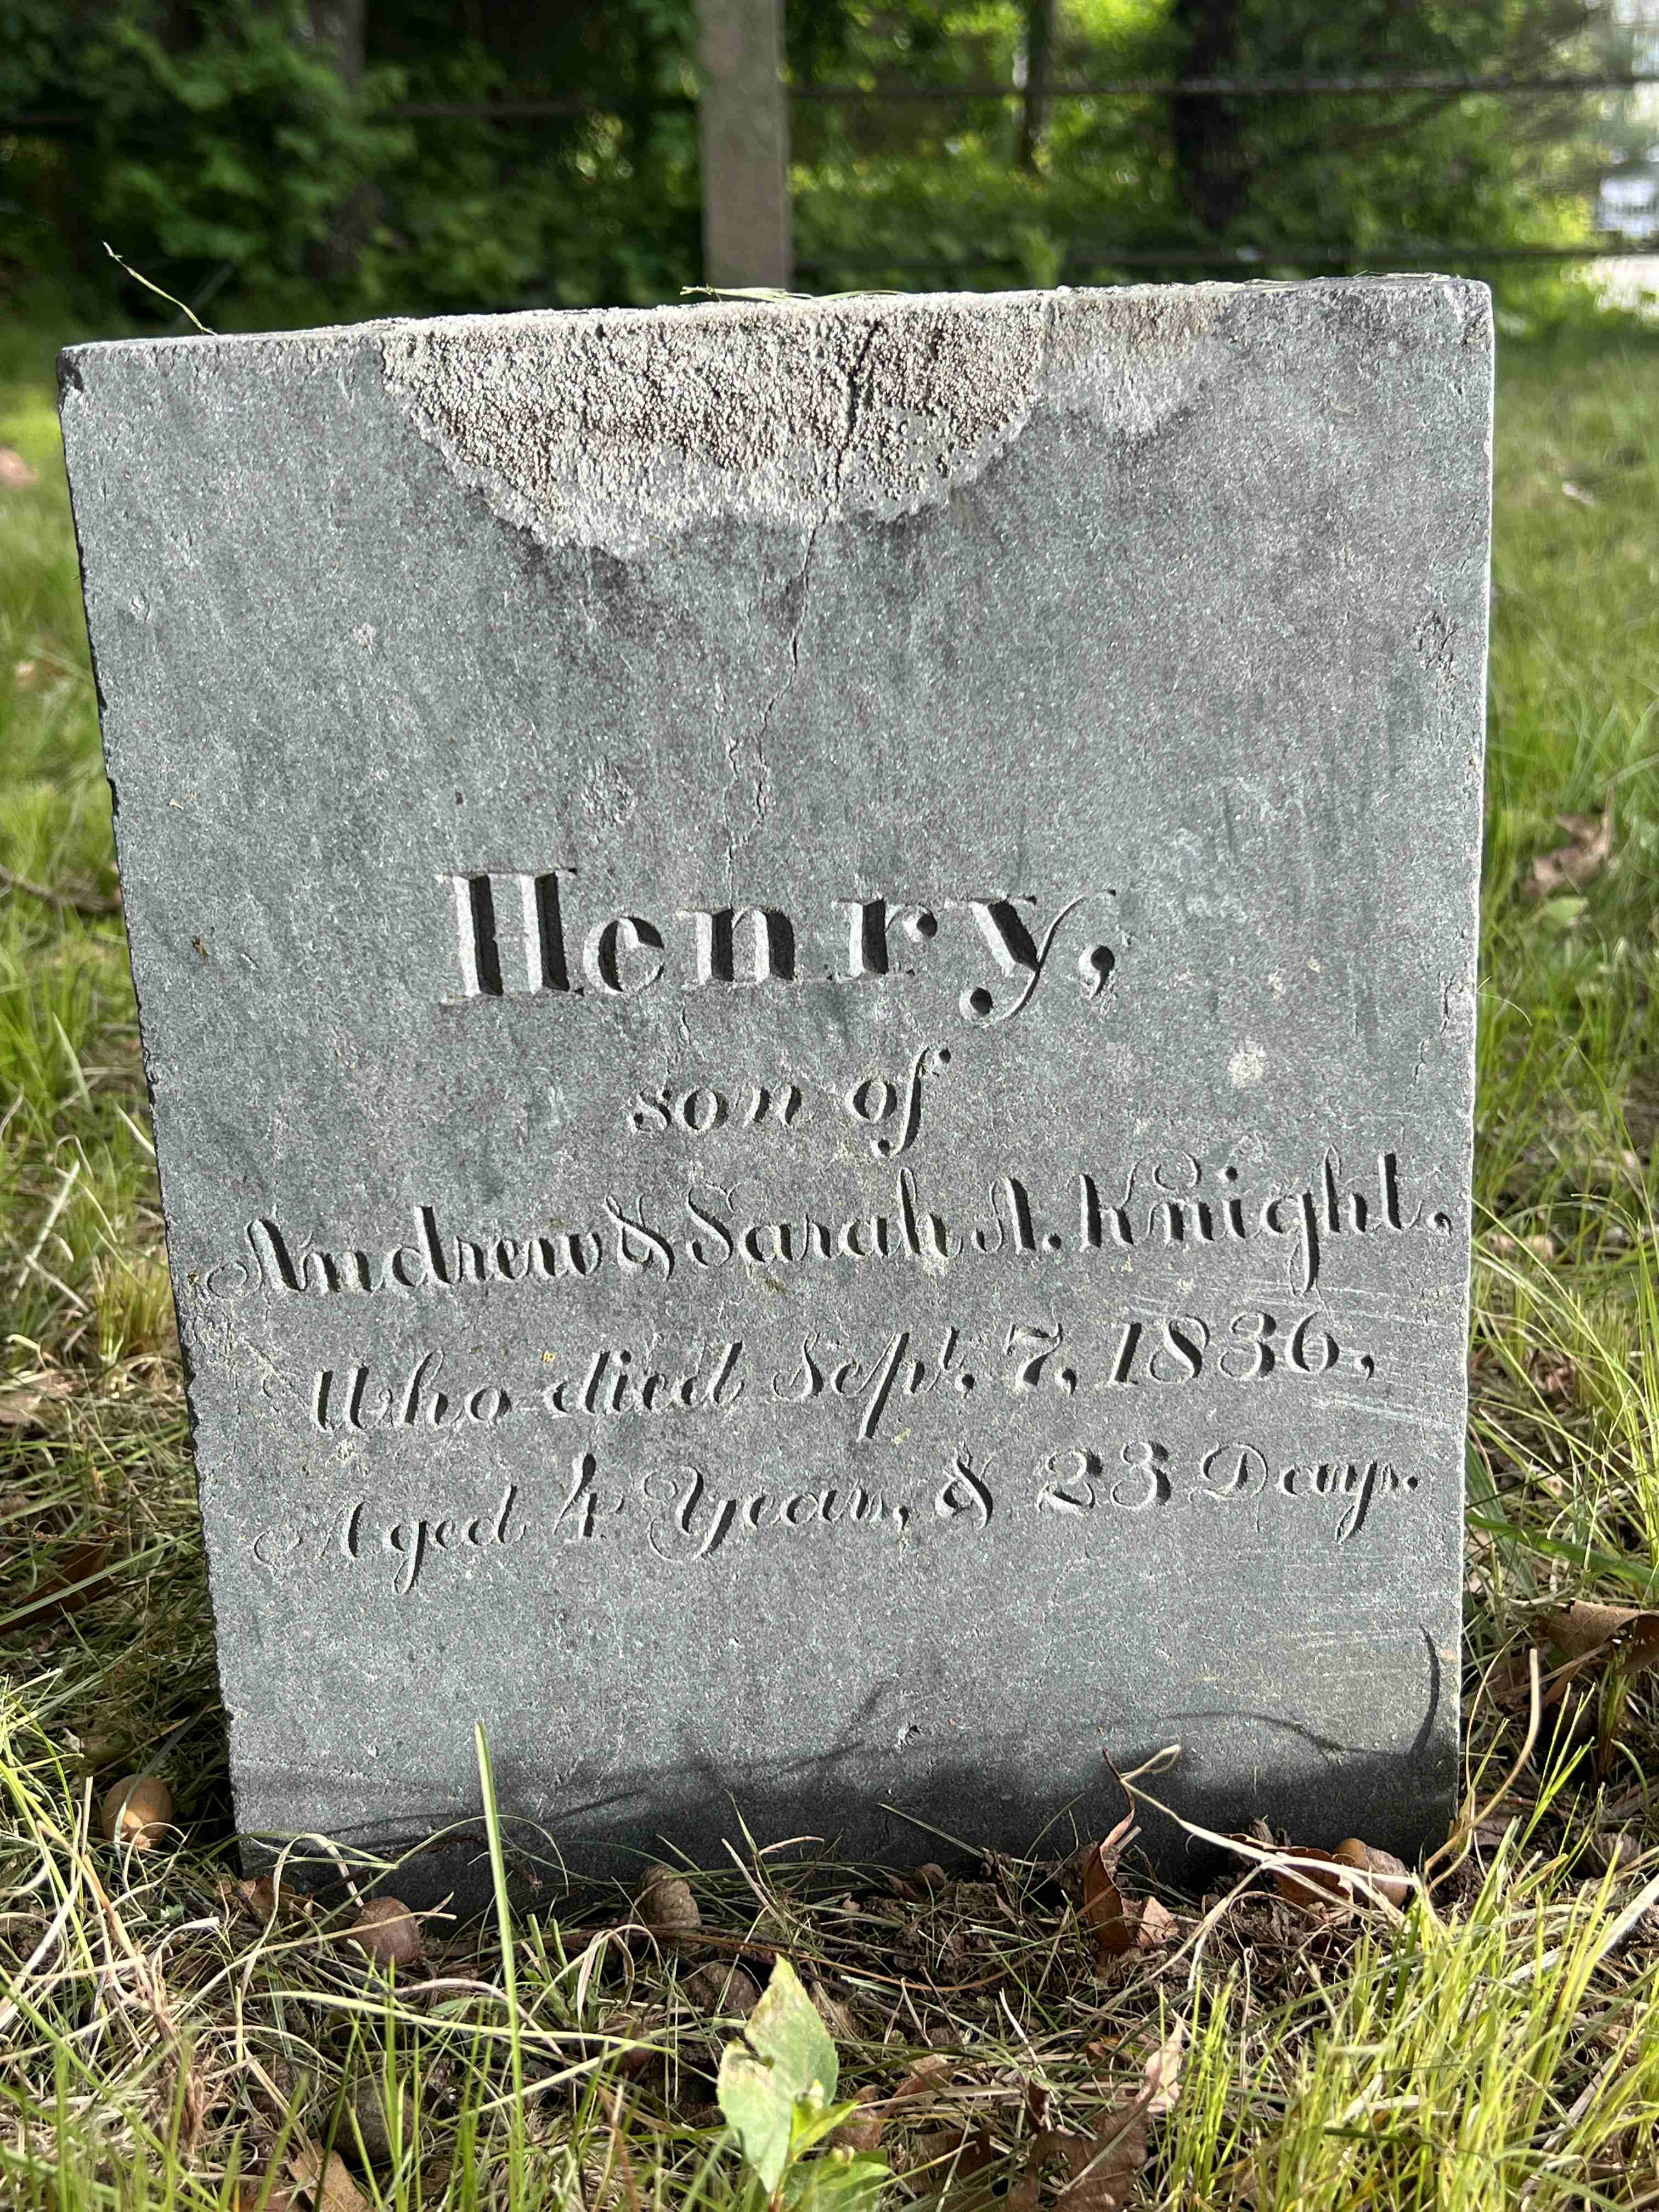 Henry,
son of
Andrew & Sarah A. Knight.
Who died Sept. 7, 1836,
Aged 4 Years, & 23 Days.